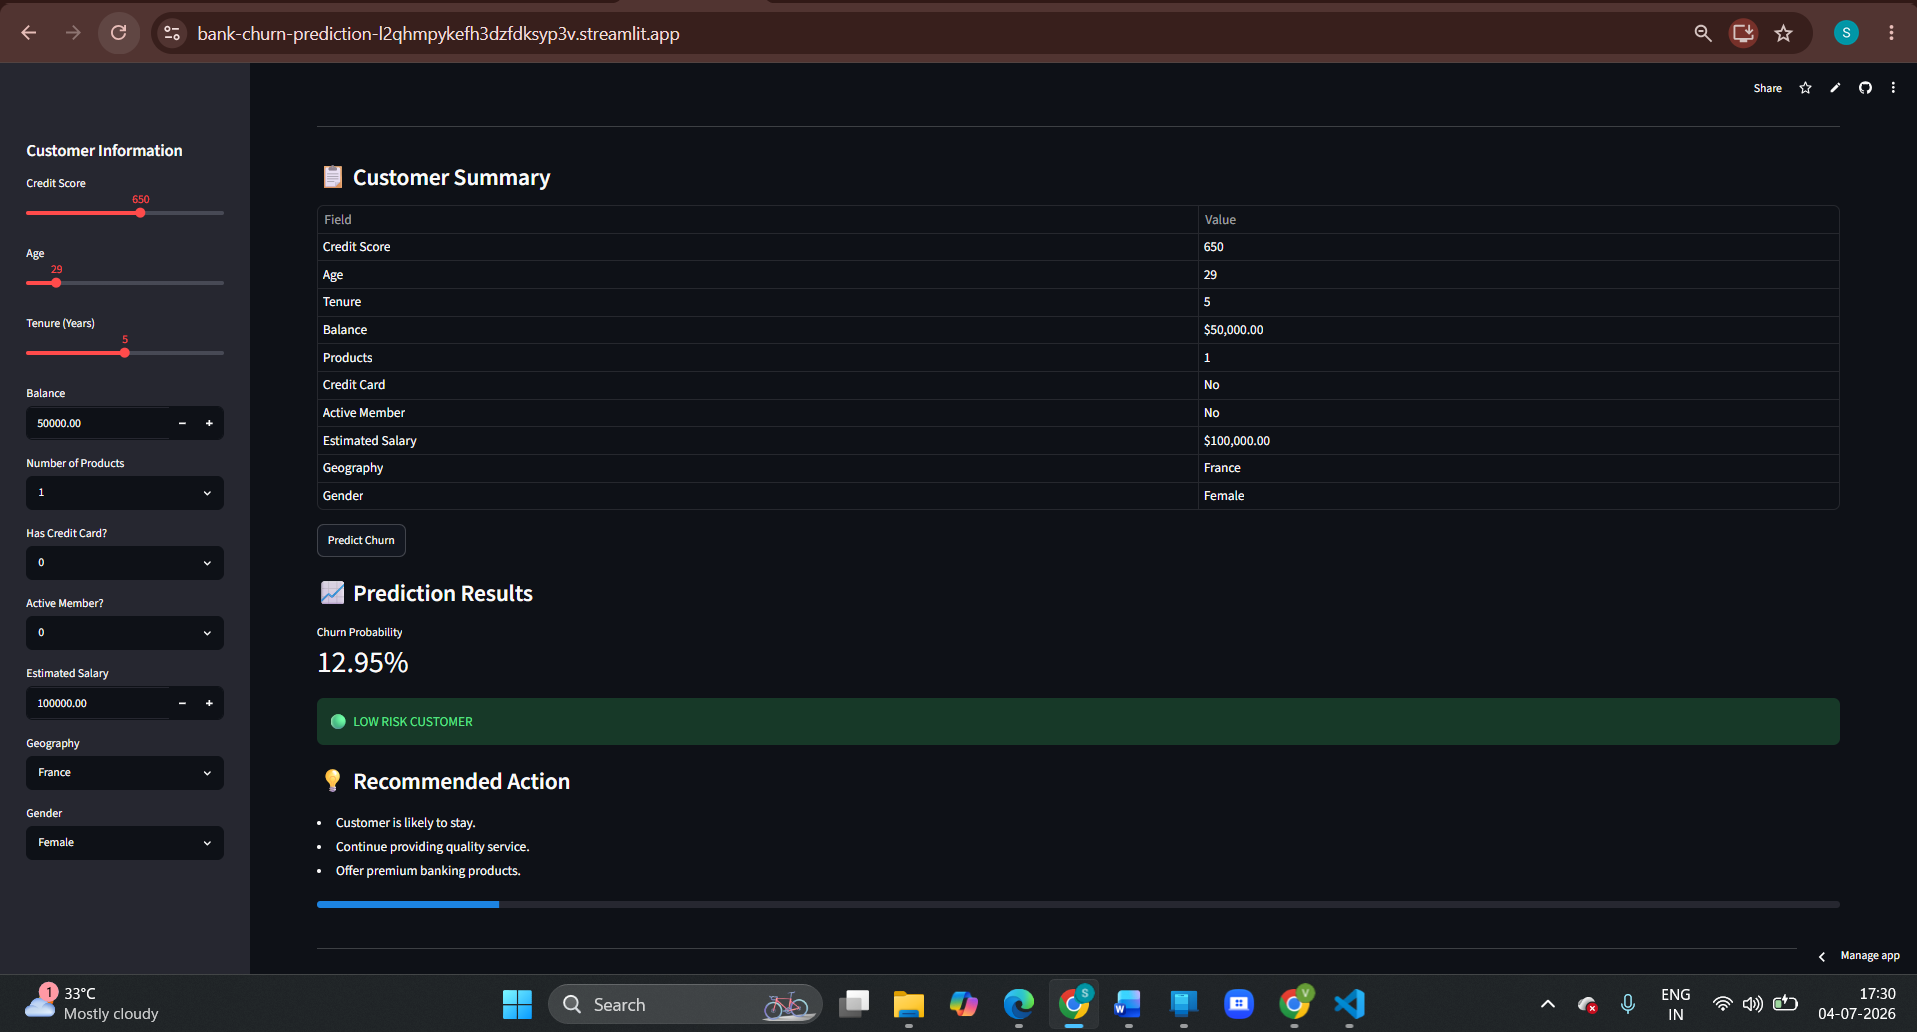 bank-churn-prediction-l2qhmpykefh3dzfdksyp3v.streamlit.app
S
Share
Customer Information
Credit Score
650
Age
29
Tenure (Years)
5
Balance
50000.00
Number of Products
1
Has Credit Card?
0
Active Member?
0
Estimated Salary
100000.00
Geography
France
Gender
Female
Customer Summary
Field Value
Credit Score 650
Age 29
Tenure 5
Balance $50,000.00
Products 1
Credit Card No
Active Member No
Estimated Salary $100,000.00
Geography France
Gender Female
Predict Churn
Prediction Results
Churn Probability
12.95%
LOW RISK CUSTOMER
Recommended Action
• Customer is likely to stay.
• Continue providing quality service.
• Offer premium banking products.
Manage app
1
33°C
Mostly cloudy
Search
S
W
V
ENG
IN
17:30
04-07-2026